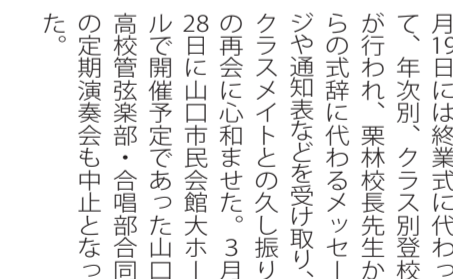 月19日には終業式に代わっ
て、年次別、クラス別登校
が行われ、栗林校長先生か
らの式辞に代わるメッセー
ジや通知表などを受け取り、
クラスメイトとの久し振り
の再会に心和ませた。３月
28日に山口市民会館大ホー
ルで開催予定であった山口
高校管弦楽部・合唱部合同
の定期演奏会も中止となっ
た。